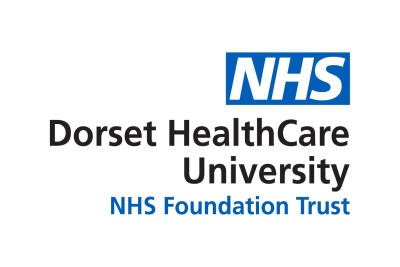 NHS
Dorset HealthCare
University
NHS Foundation Trust